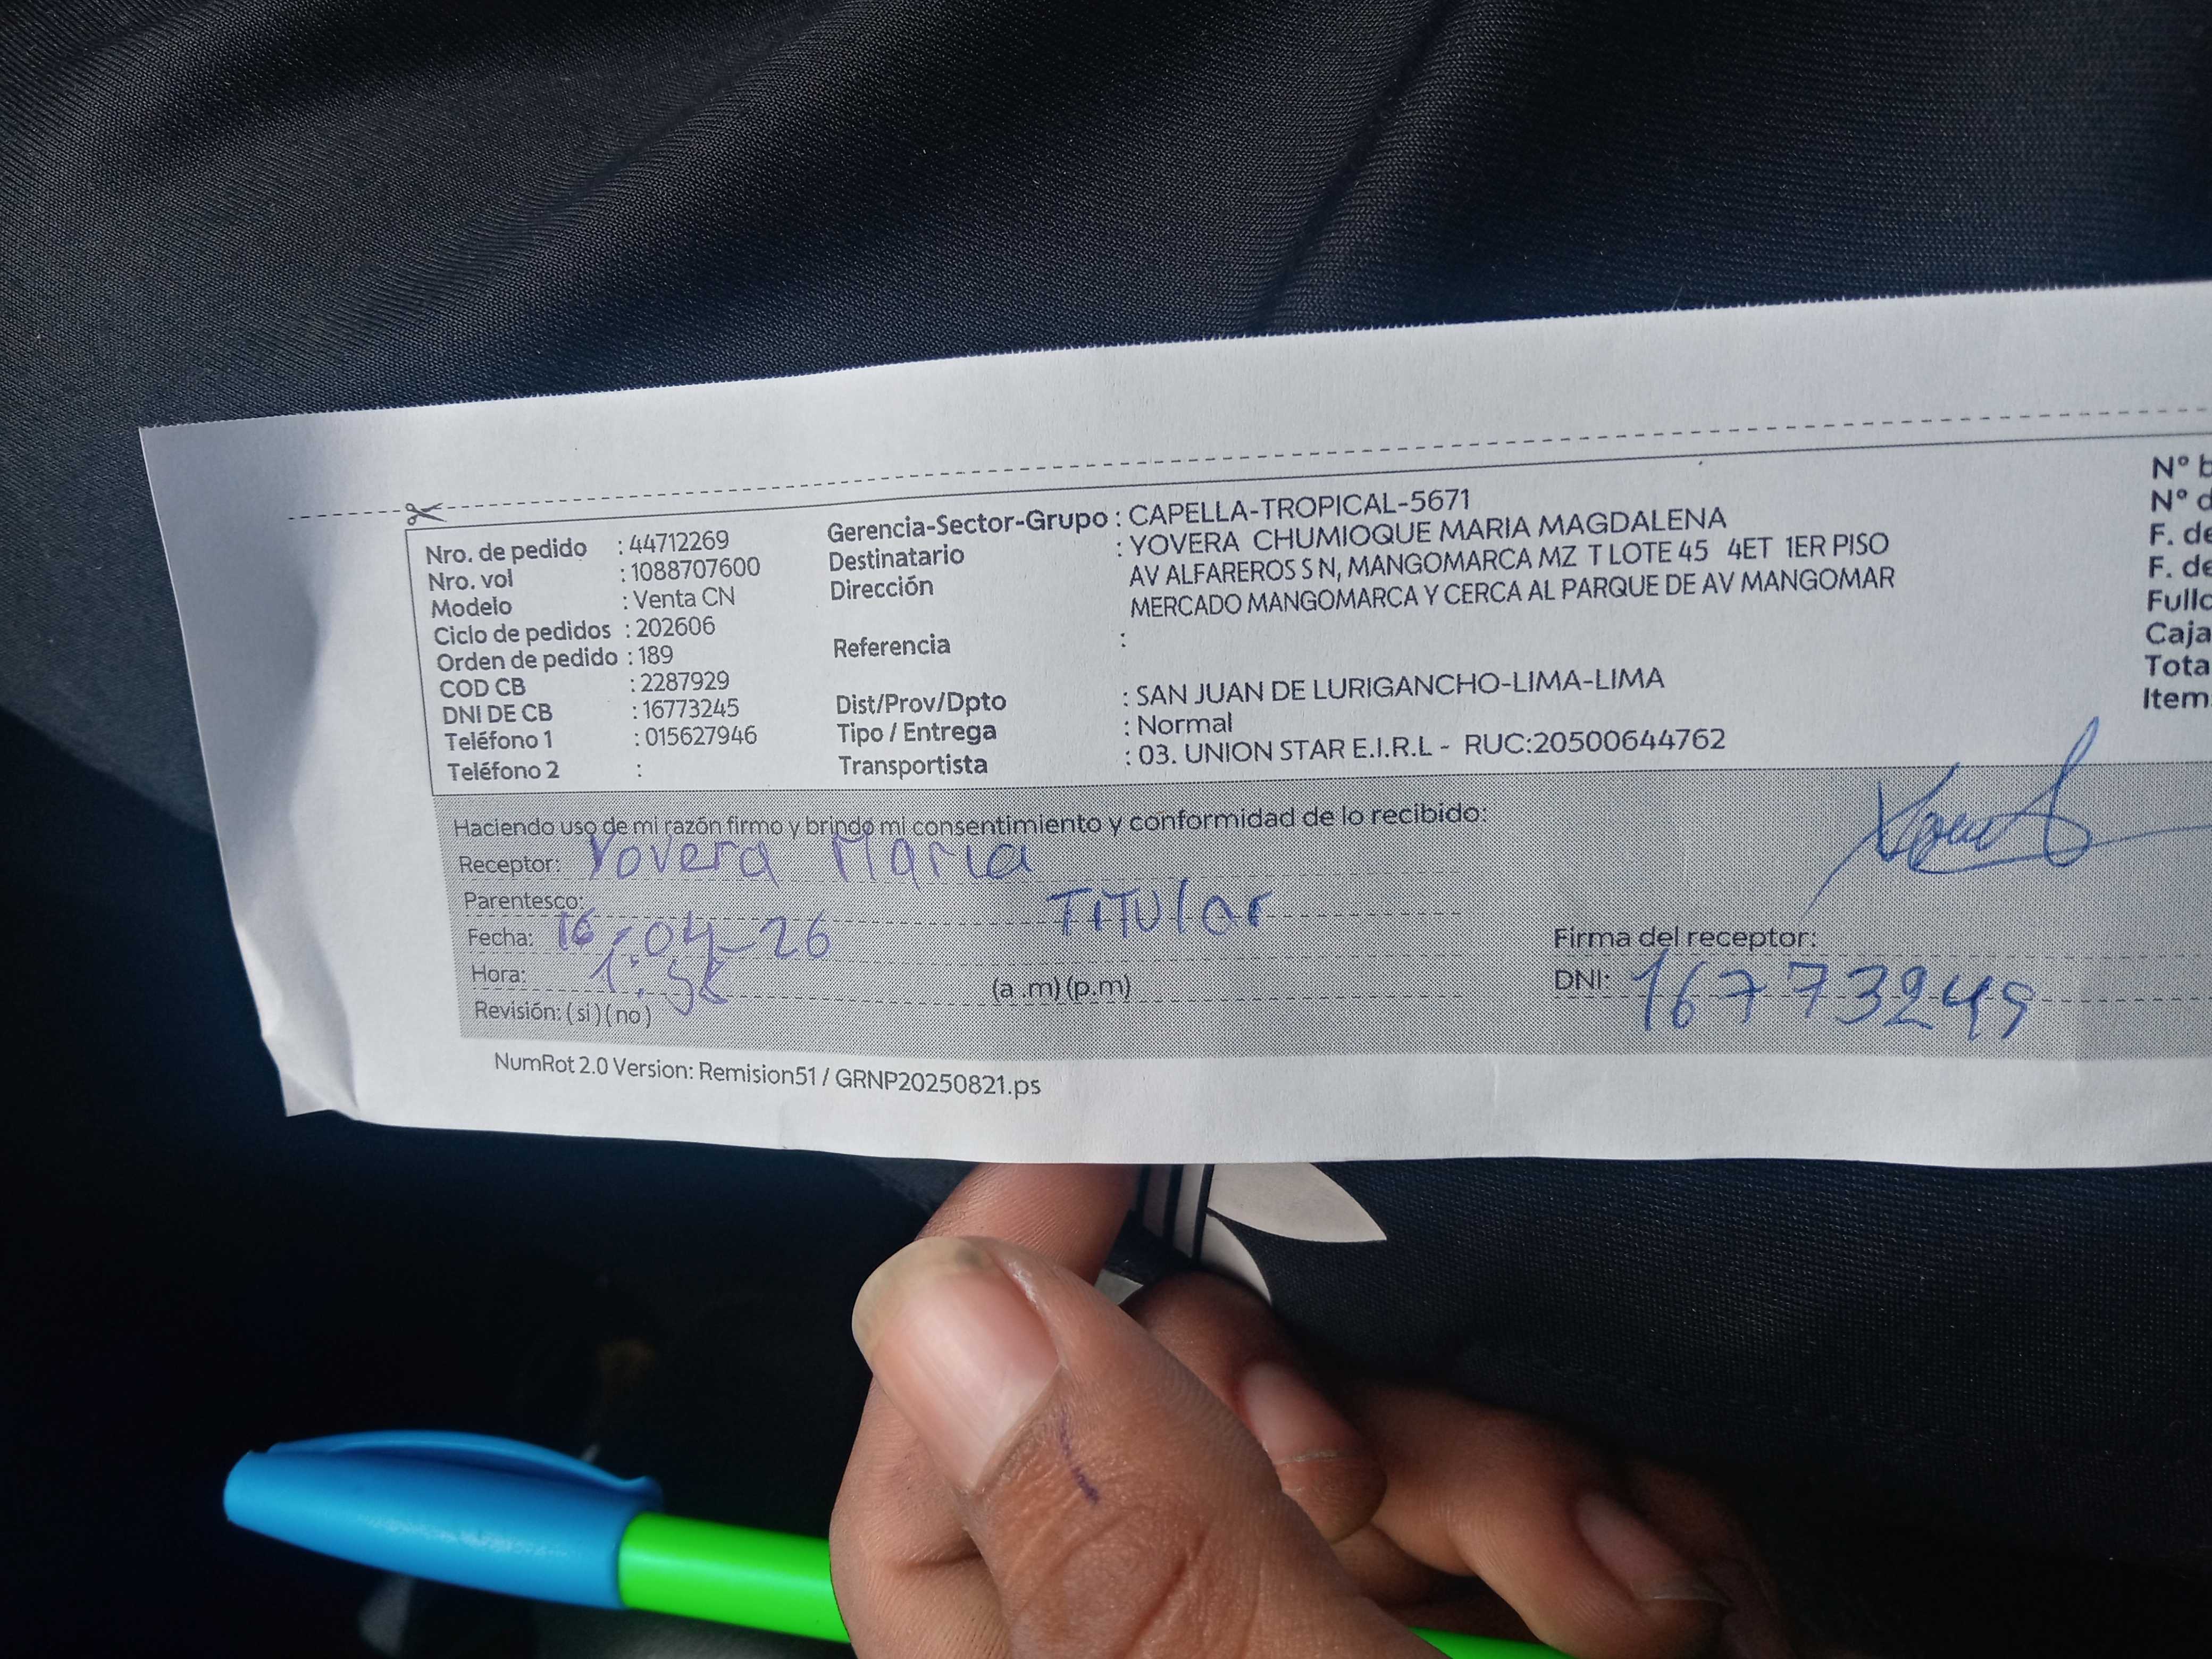 Nro. de pedido : 44712269
Nro. vol : 1088707600
Modelo : Venta CN
Ciclo de pedidos : 202606
Orden de pedido : 189
COD CB : 2287929
DNI DE CB : 16773245
Teléfono 1 : 015627946
Teléfono 2 :
Gerencia-Sector-Grupo : CAPELLA-TROPICAL-5671
Destinatario : YOVERA CHUMIOQUE MARIA MAGDALENA
Dirección AV ALFAREROS S N, MANGOMARCA MZ T LOTE 45 4ET 1ER PISO
MERCADO MANGOMARCA Y CERCA AL PARQUE DE AV MANGOMAR
Referencia :
Dist/Prov/Dpto : SAN JUAN DE LURIGANCHO-LIMA-LIMA
Tipo / Entrega : Normal
Transportista : 03. UNION STAR E.I.R.L - RUC:20500644762
N° b
N° d
F. de
F. de
Fullc
Caja
Tota
Item
Haciendo uso de mi razón firmo y brindo mi consentimiento y conformidad de lo recibido:
Receptor: Yovera Maria
Parentesco: TiTUlar
Fecha: 16-04-26
Hora: (a .m) (p.m)
Revisión: ( si ) ( no )
Firma del receptor:
DNI: 16773249
NumRot 2.0 Version: Remision51 / GRNP20250821.ps